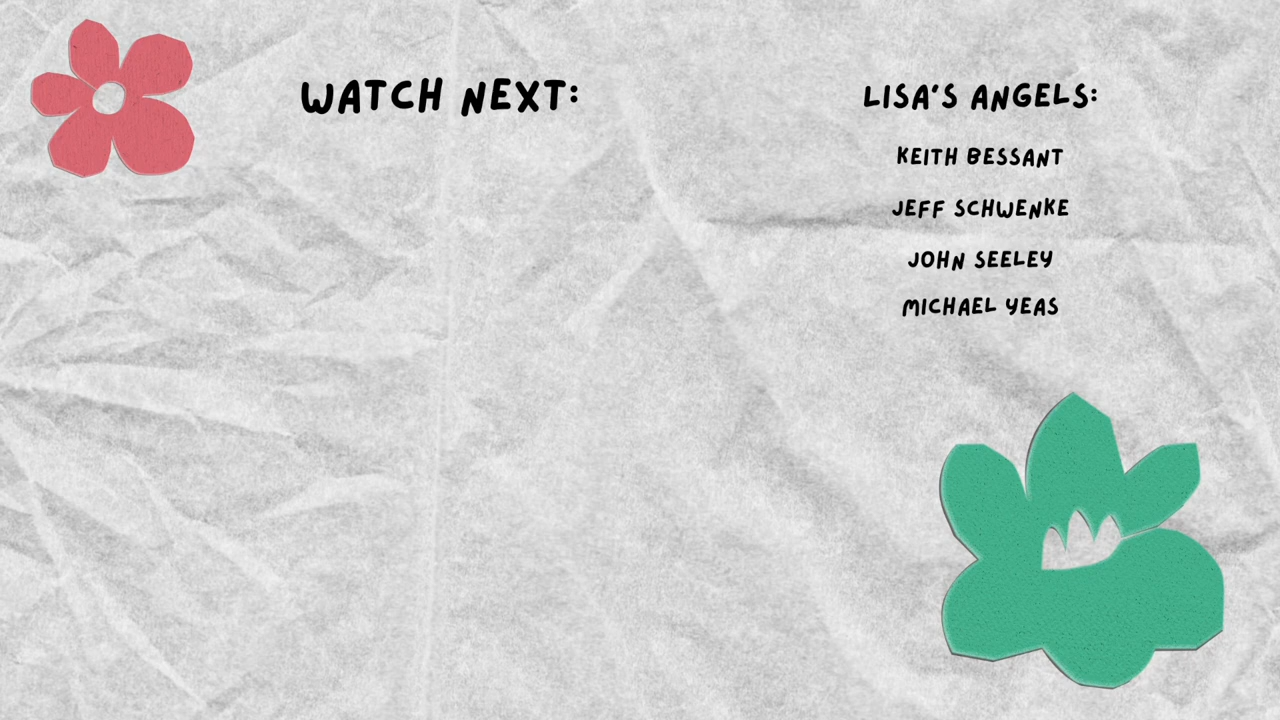 WATCH NEXT:
LISA'S ANGELS:
KEITH BESSANT
JEFF SCHWENKE
JOHN SEELEY
MICHAEL YEAS